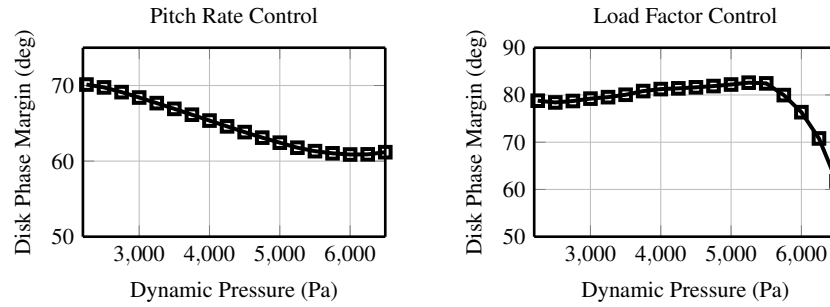 Pitch Rate Control
Disk Phase Margin (deg)
70
60
50
3,000 4,000 5,000 6,000
Dynamic Pressure (Pa)
Load Factor Control
Disk Phase Margin (deg)
90
80
70
60
50
3,000 4,000 5,000 6,000
Dynamic Pressure (Pa)